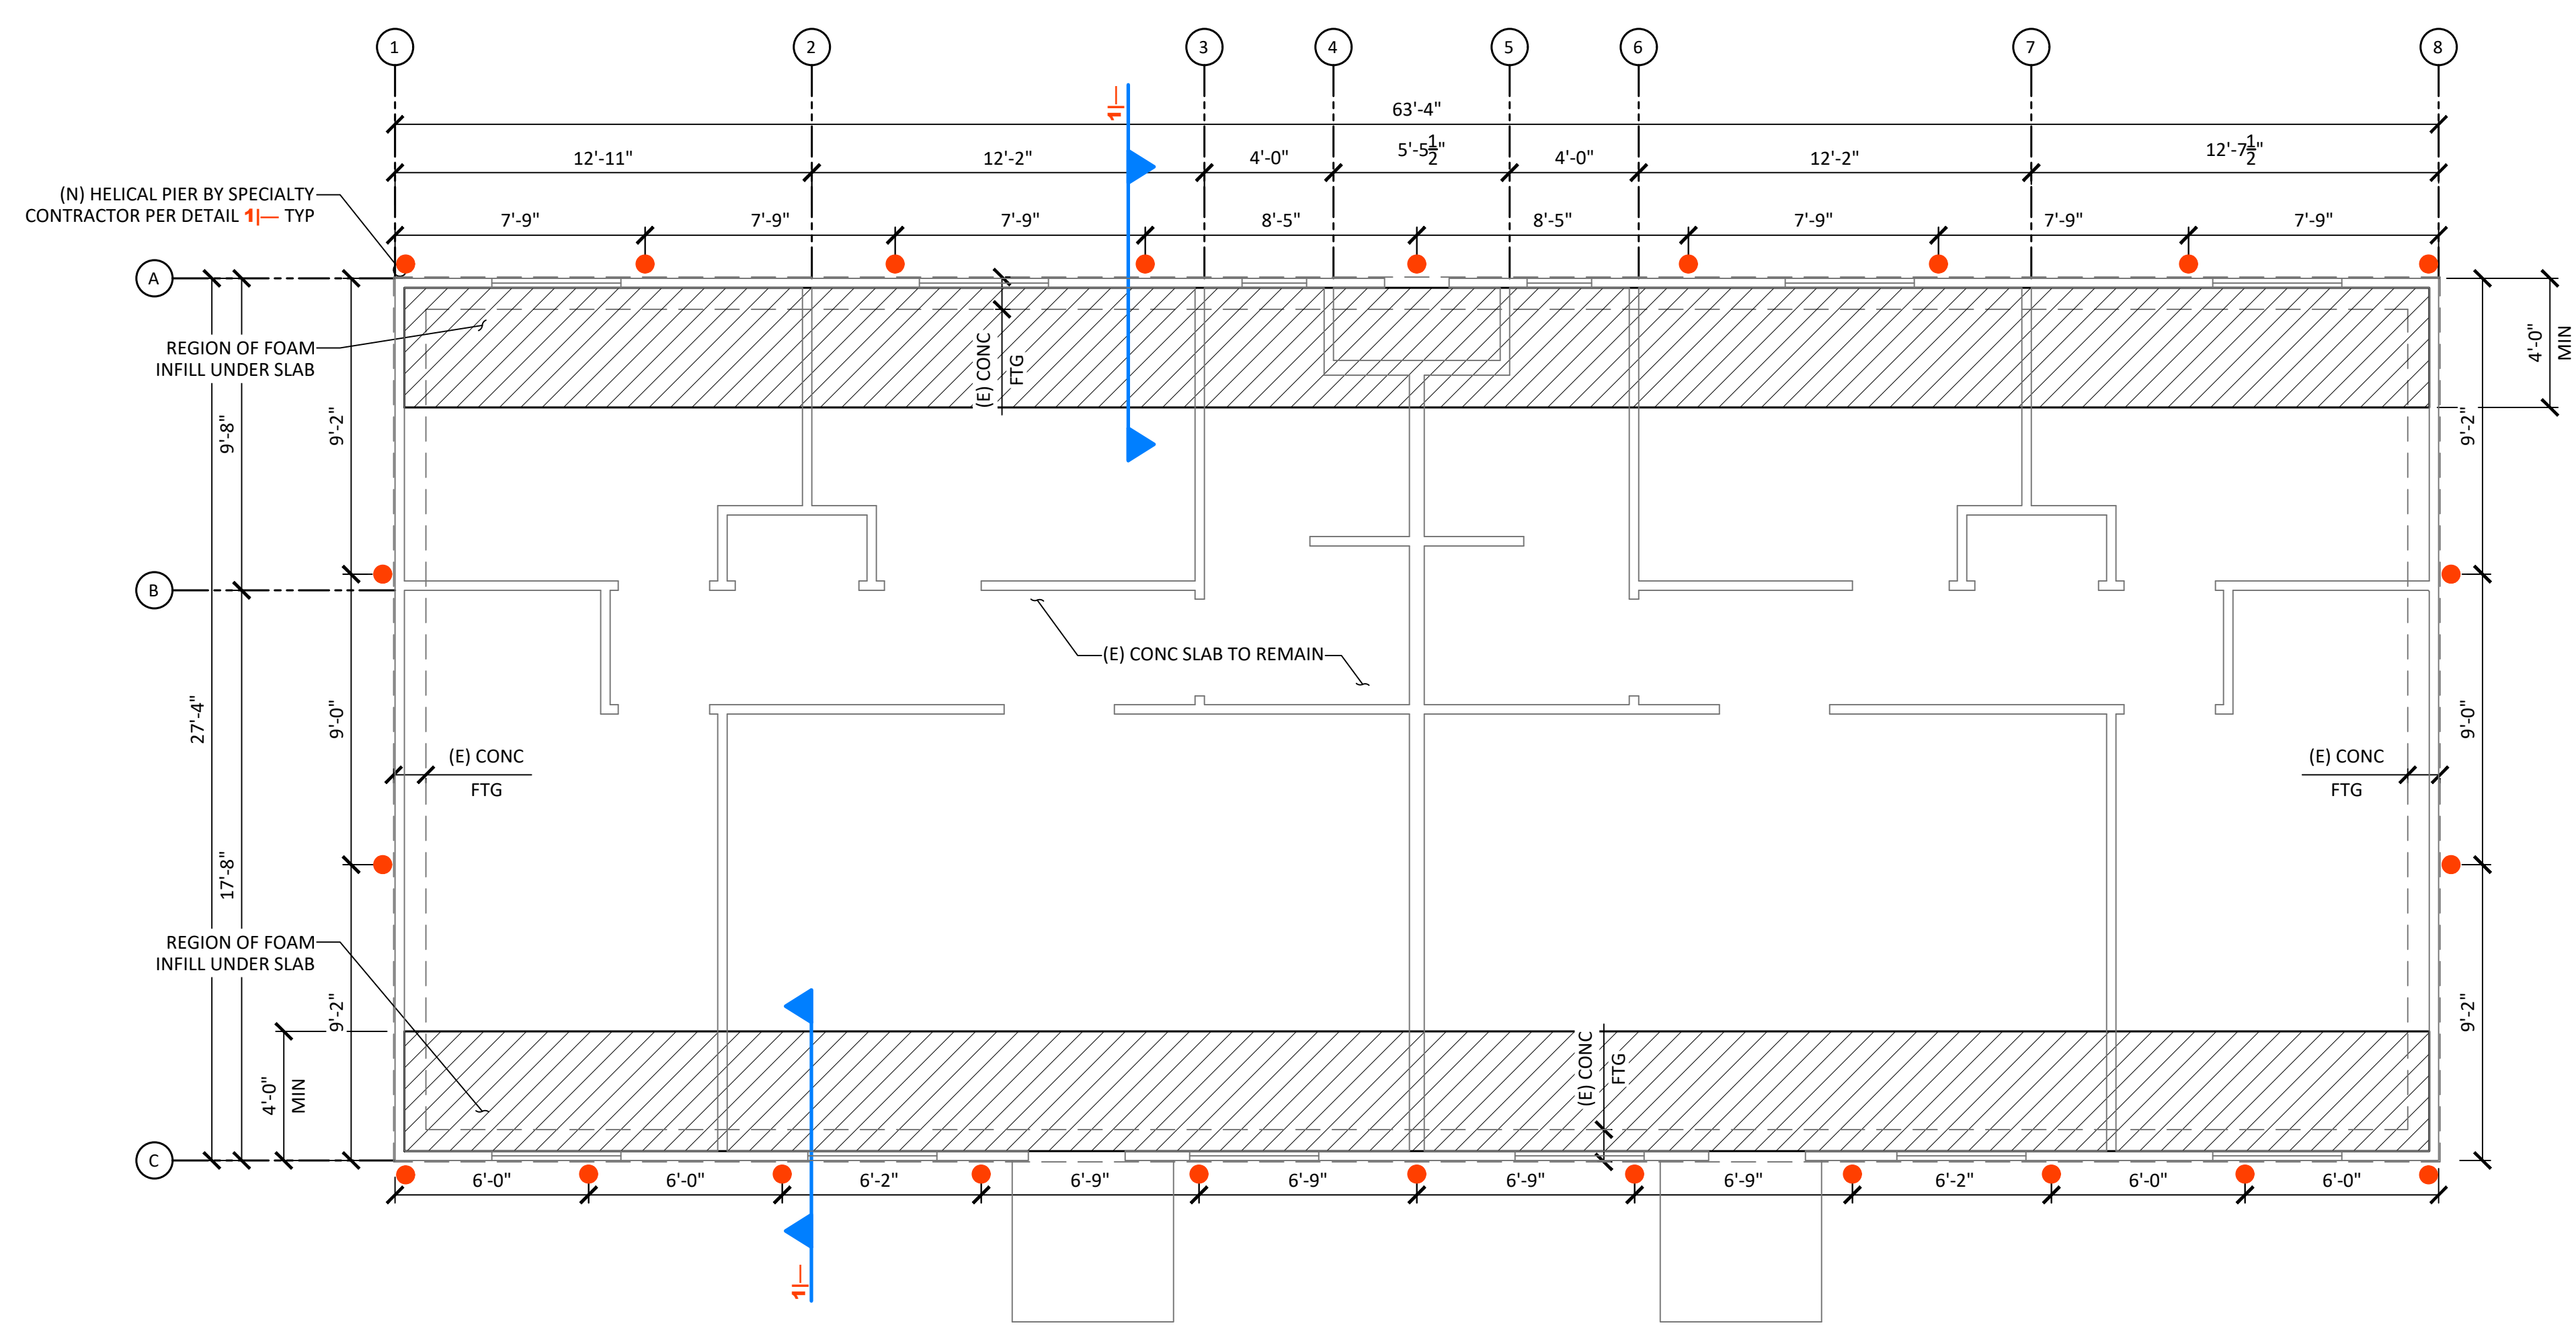 1
2
3
4
5
6
7
8
63'-4"
12'-11"
12'-2"
4'-0"
5'-5½"
4'-0"
12'-2"
12'-7½"
1|—
(N) HELICAL PIER BY SPECIALTY
CONTRACTOR PER DETAIL 1|— TYP
7'-9"
7'-9"
7'-9"
8'-5"
8'-5"
7'-9"
7'-9"
7'-9"
A
REGION OF FOAM
INFILL UNDER SLAB
(E) CONC
FTG
4'-0"
MIN
9'-8"
9'-2"
9'-2"
B
(E) CONC SLAB TO REMAIN
27'-4"
9'-0"
9'-0"
(E) CONC
FTG
(E) CONC
FTG
17'-8"
REGION OF FOAM
INFILL UNDER SLAB
9'-2"
9'-2"
4'-0"
MIN
(E) CONC
FTG
C
6'-0"
6'-0"
6'-2"
6'-9"
6'-9"
6'-9"
6'-9"
6'-2"
6'-0"
6'-0"
1|—